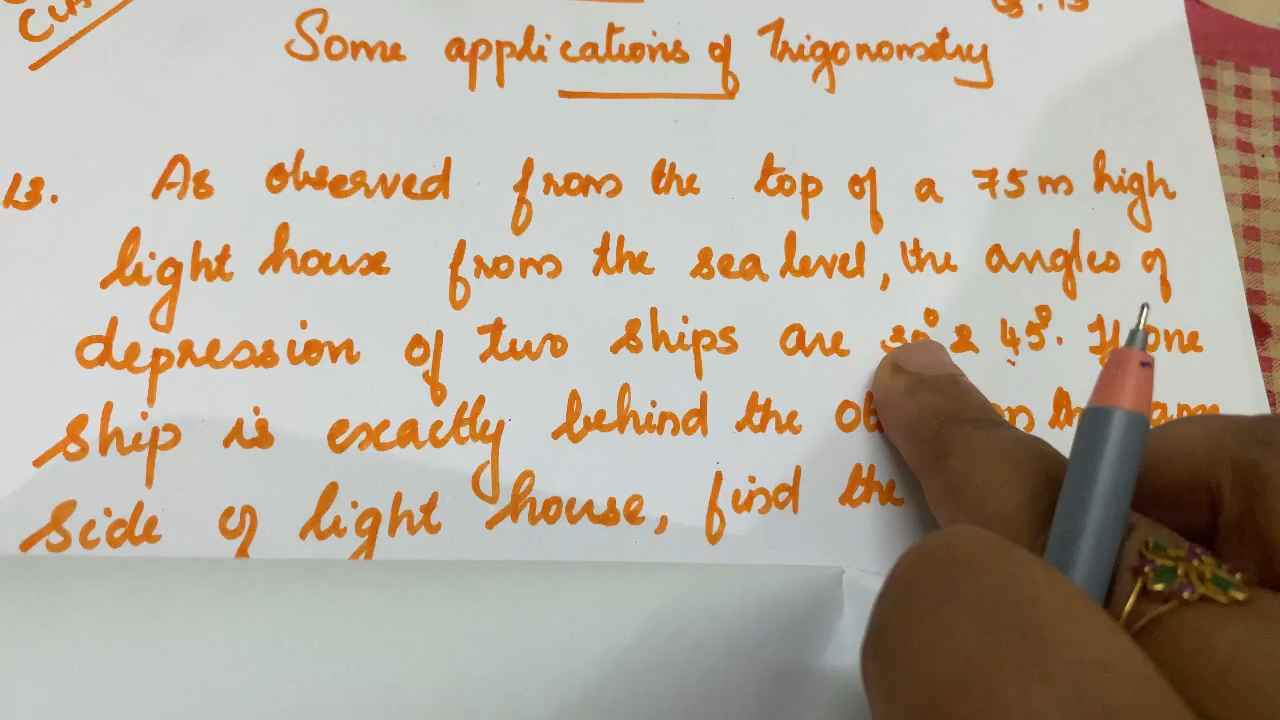 Some applications of Trigonometry
13. As observed from the top of a 75m high
light house from the sea level, the angles of
depression of two ships are 30° & 45°. If one
ship is exactly behind the
side of light house, find the